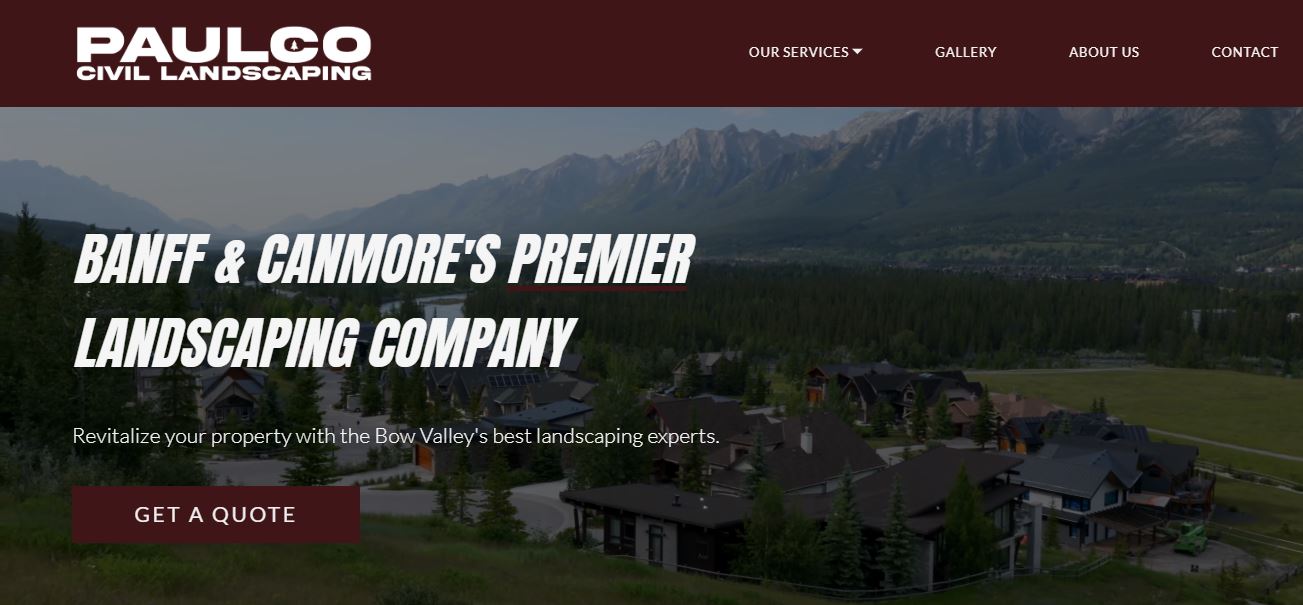 PAULCO
CIVIL LANDSCAPING
OUR SERVICES
GALLERY
ABOUT US
CONTACT
BANFF & CANMORE'S PREMIER
LANDSCAPING COMPANY
Revitalize your property with the Bow Valley's best landscaping experts.
GET A QUOTE